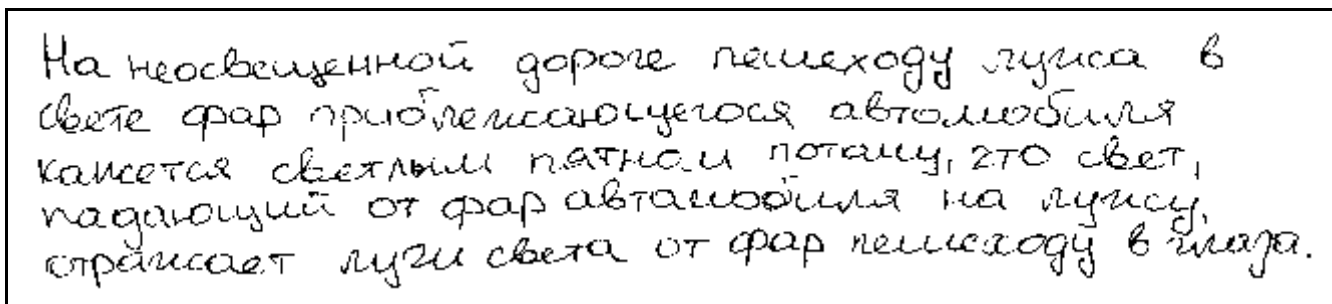 На неосвещенной дороге пешеходу лужа в
свете фар приближающегося автомобиля
кажется светлым пятном потому, что свет,
падающий от фар автомобиля на лужу,
отражает лучи света от фар пешеходу в глаза.